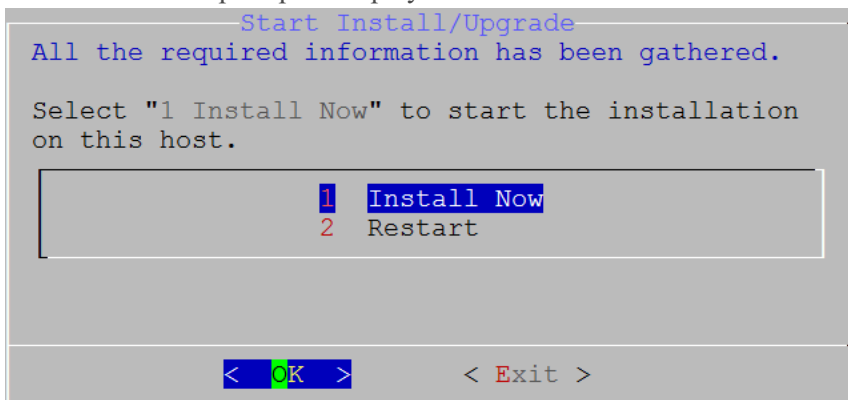 Start Install/Upgrade
All the required information has been gathered.
Select "1 Install Now" to start the installation
on this host.
1 Install Now
2 Restart
< OK > < Exit >